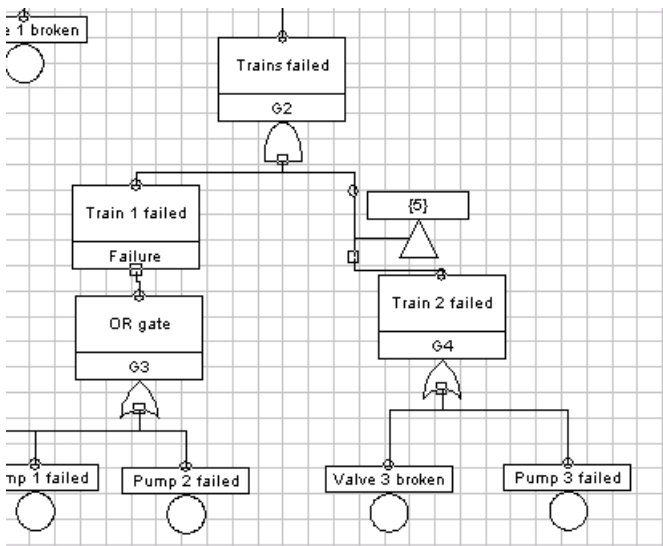 e 1 broken
Trains failed
G2
Train 1 failed
Failure
{5}
OR gate
G3
Train 2 failed
G4
mp 1 failed
Pump 2 failed
Valve 3 broken
Pump 3 failed